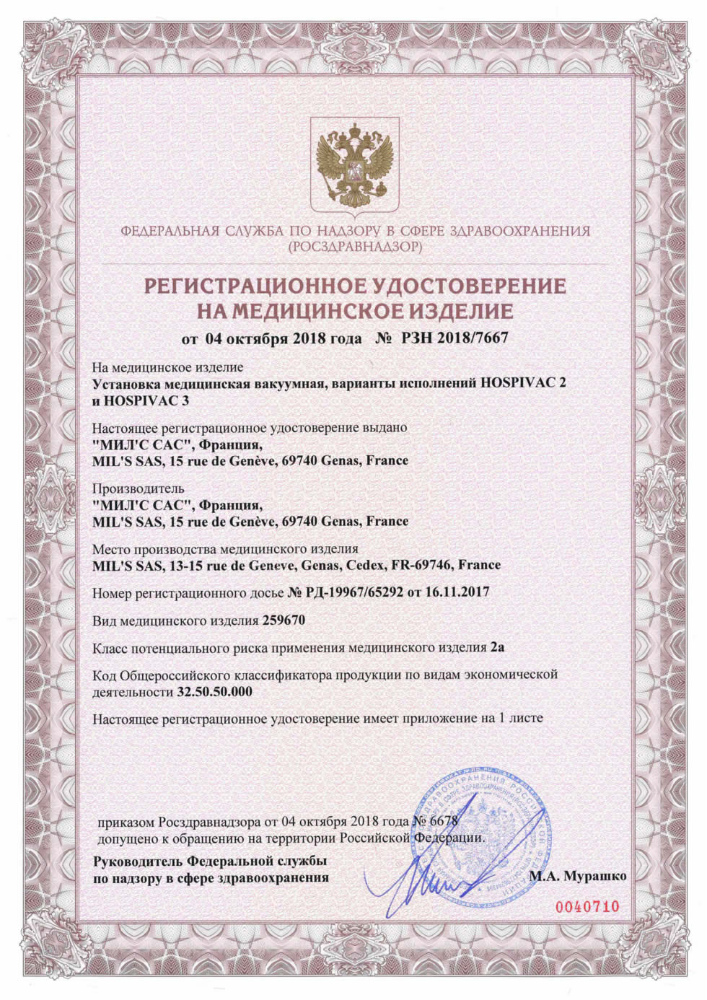 ФЕДЕРАЛЬНАЯ СЛУЖБА ПО НАДЗОРУ В СФЕРЕ ЗДРАВООХРАНЕНИЯ
(РОСЗДРАВНАДЗОР)
РЕГИСТРАЦИОННОЕ УДОСТОВЕРЕНИЕ
НА МЕДИЦИНСКОЕ ИЗДЕЛИЕ
от 04 октября 2018 года № РЗН 2018/7667
На медицинское изделие
Установка медицинская вакуумная, варианты исполнений HOSPIVAC 2
и HOSPIVAC 3
Настоящее регистрационное удостоверение выдано
"МИЛ'С САС", Франция,
MIL'S SAS, 15 rue de Genève, 69740 Genas, France
Производитель
"МИЛ'С САС", Франция,
MIL'S SAS, 15 rue de Genève, 69740 Genas, France
Место производства медицинского изделия
MIL'S SAS, 13-15 rue de Geneve, Genas, Cedex, FR-69746, France
Номер регистрационного досье № РД-19967/65292 от 16.11.2017
Вид медицинского изделия 259670
Класс потенциального риска применения медицинского изделия 2а
Код Общероссийского классификатора продукции по видам экономической
деятельности 32.50.50.000
Настоящее регистрационное удостоверение имеет приложение на 1 листе
приказом Росздравнадзора от 04 октября 2018 года № 6678
допущено к обращению на территории Российской Федерации.
Руководитель Федеральной службы
по надзору в сфере здравоохранения
М.А. Мурашко
0040710